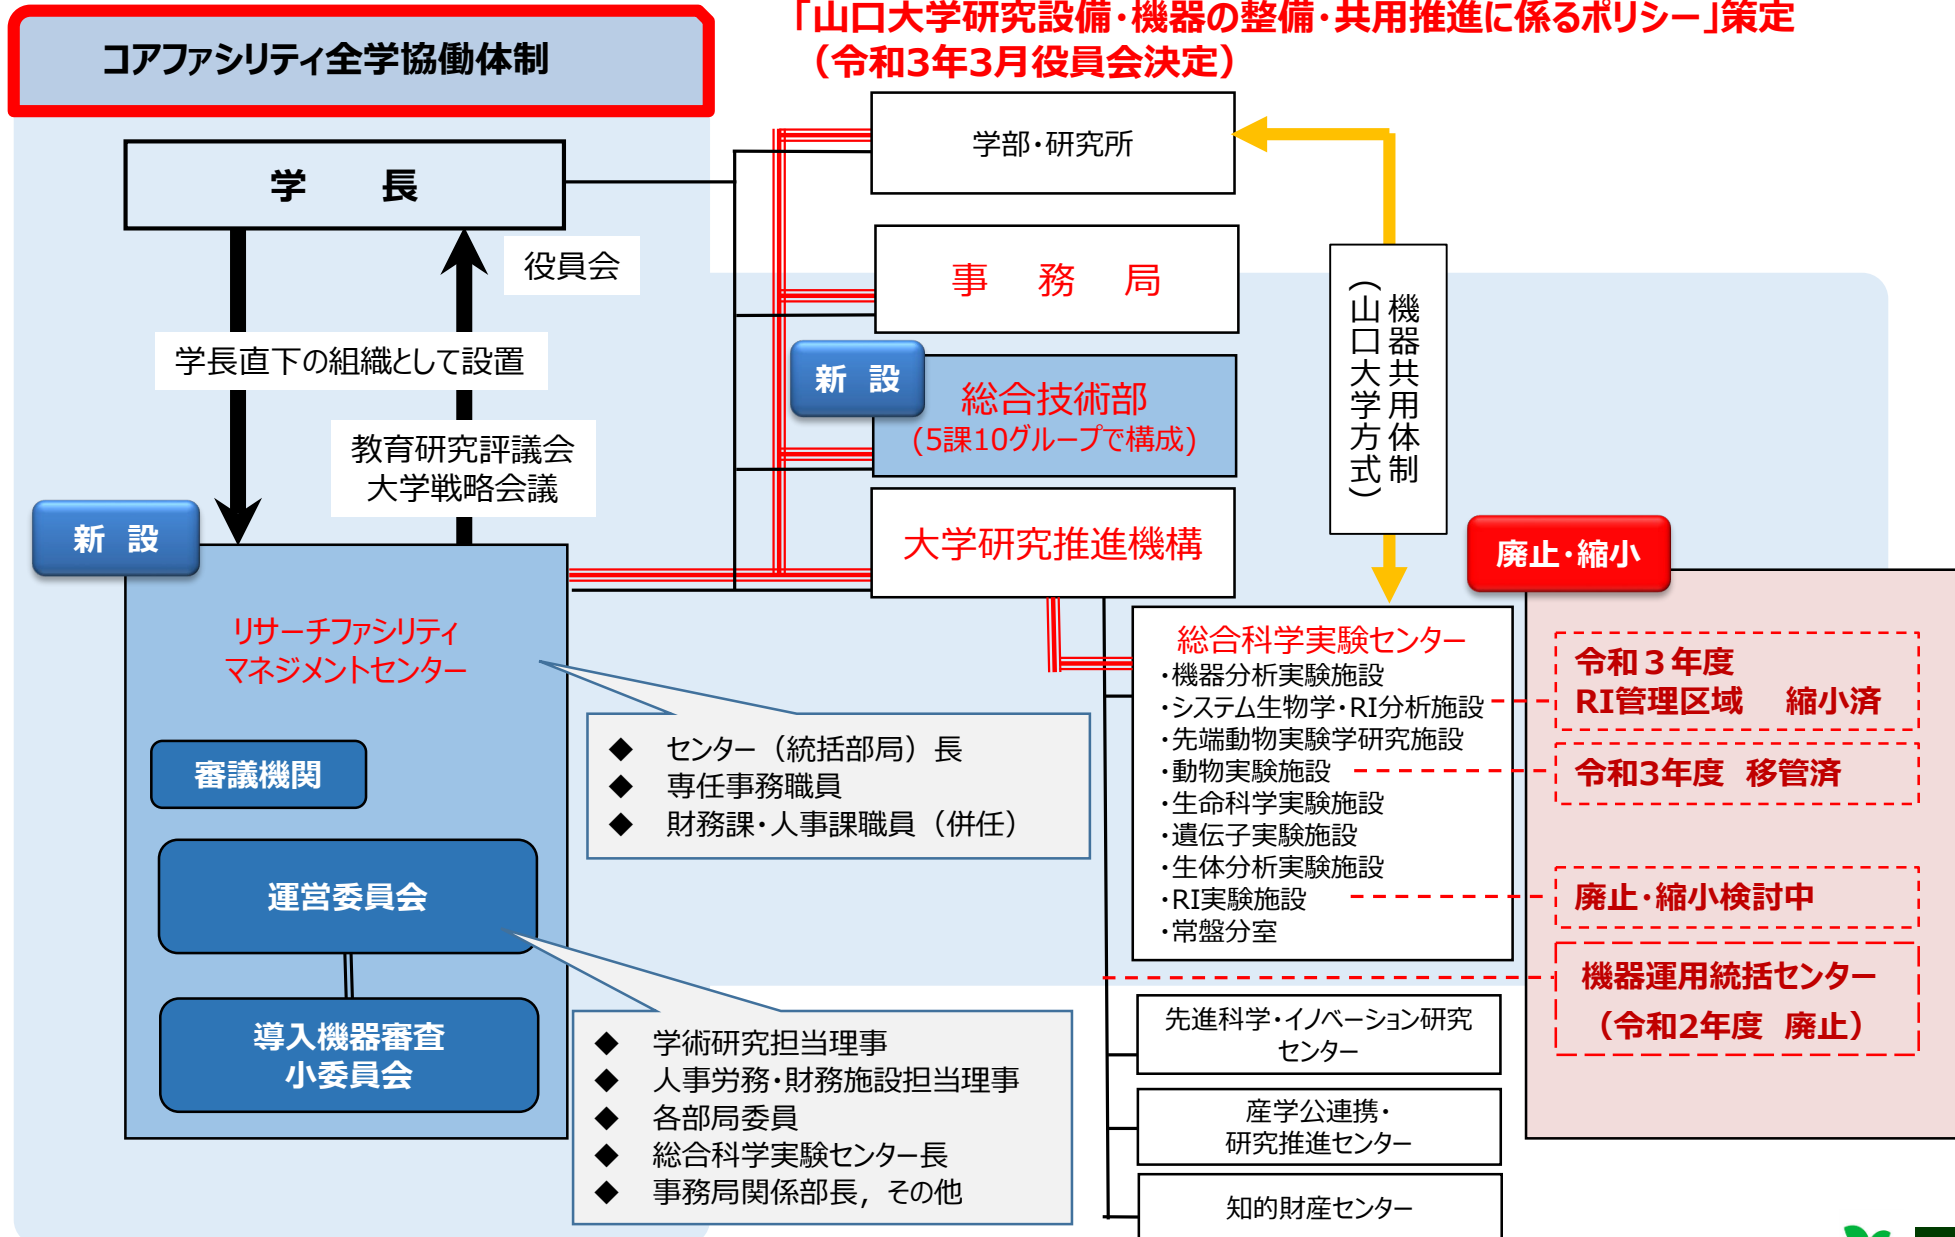 コアファシリティ全学協働体制
「山口大学研究設備・機器の整備・共用推進に係るポリシー」策定
（令和3年3月役員会決定）
学　長
役員会
学長直下の組織として設置
教育研究評議会
大学戦略会議
新　設
リサーチファシリティ
マネジメントセンター
審議機関
運営委員会
導入機器審査
小委員会
◆ センター（統括部局）長
◆ 専任事務職員
◆ 財務課・人事課職員（併任）
◆ 学術研究担当理事
◆ 人事労務・財務施設担当理事
◆ 各部局委員
◆ 総合科学実験センター長
◆ 事務局関係部長，その他
学部・研究所
事　務　局
新　設
総合技術部
(5課10グループで構成)
大学研究推進機構
機器共用体制
（山口大学方式）
総合科学実験センター
・機器分析実験施設
・システム生物学・RI分析施設
・先端動物実験学研究施設
・動物実験施設
・生命科学実験施設
・遺伝子実験施設
・生体分析実験施設
・RI実験施設
・常盤分室
先進科学・イノベーション研究
センター
産学公連携・
研究推進センター
知的財産センター
廃止・縮小
令和３年度
RI管理区域　縮小済
令和3年度 移管済
廃止・縮小検討中
機器運用統括センター
（令和2年度 廃止）